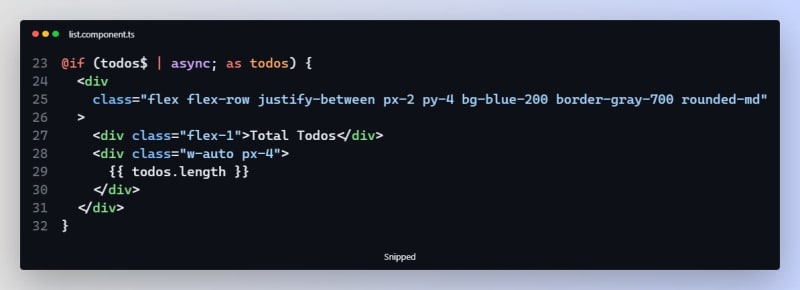 list.component.ts
23 @if (todos$ | async; as todos) {
24   <div
25     class="flex flex-row justify-between px-2 py-4 bg-blue-200 border-gray-700 rounded-md"
26   >
27     <div class="flex-1">Total Todos</div>
28     <div class="w-auto px-4">
29       {{ todos.length }}
30     </div>
31   </div>
32 }
Snipped